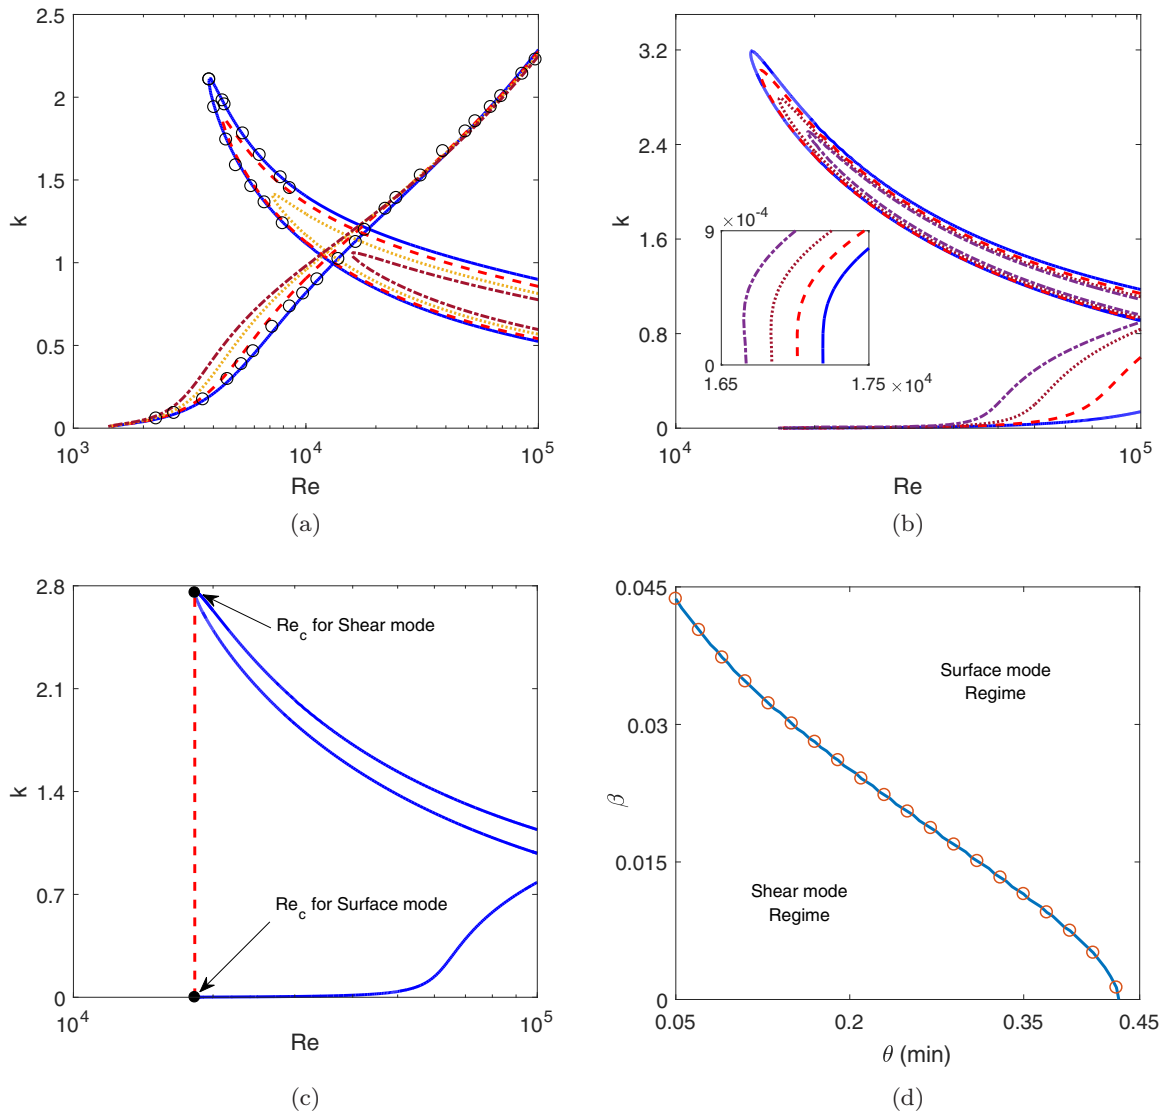 2.5
2
1.5
1
0.5
0
k
10^3
10^4
10^5
Re
(a)
3.2
2.4
1.6
0.8
0
k
9 ×10^-4
0
1.65
1.75 ×10^4
10^4
10^5
Re
(b)
2.8
2.1
1.4
0.7
0
k
Re_c for Shear mode
Re_c for Surface mode
10^4
10^5
Re
(c)
0.045
0.03
0.015
0
β
Surface mode
Regime
Shear mode
Regime
0.05
0.2
0.35
0.45
θ (min)
(d)